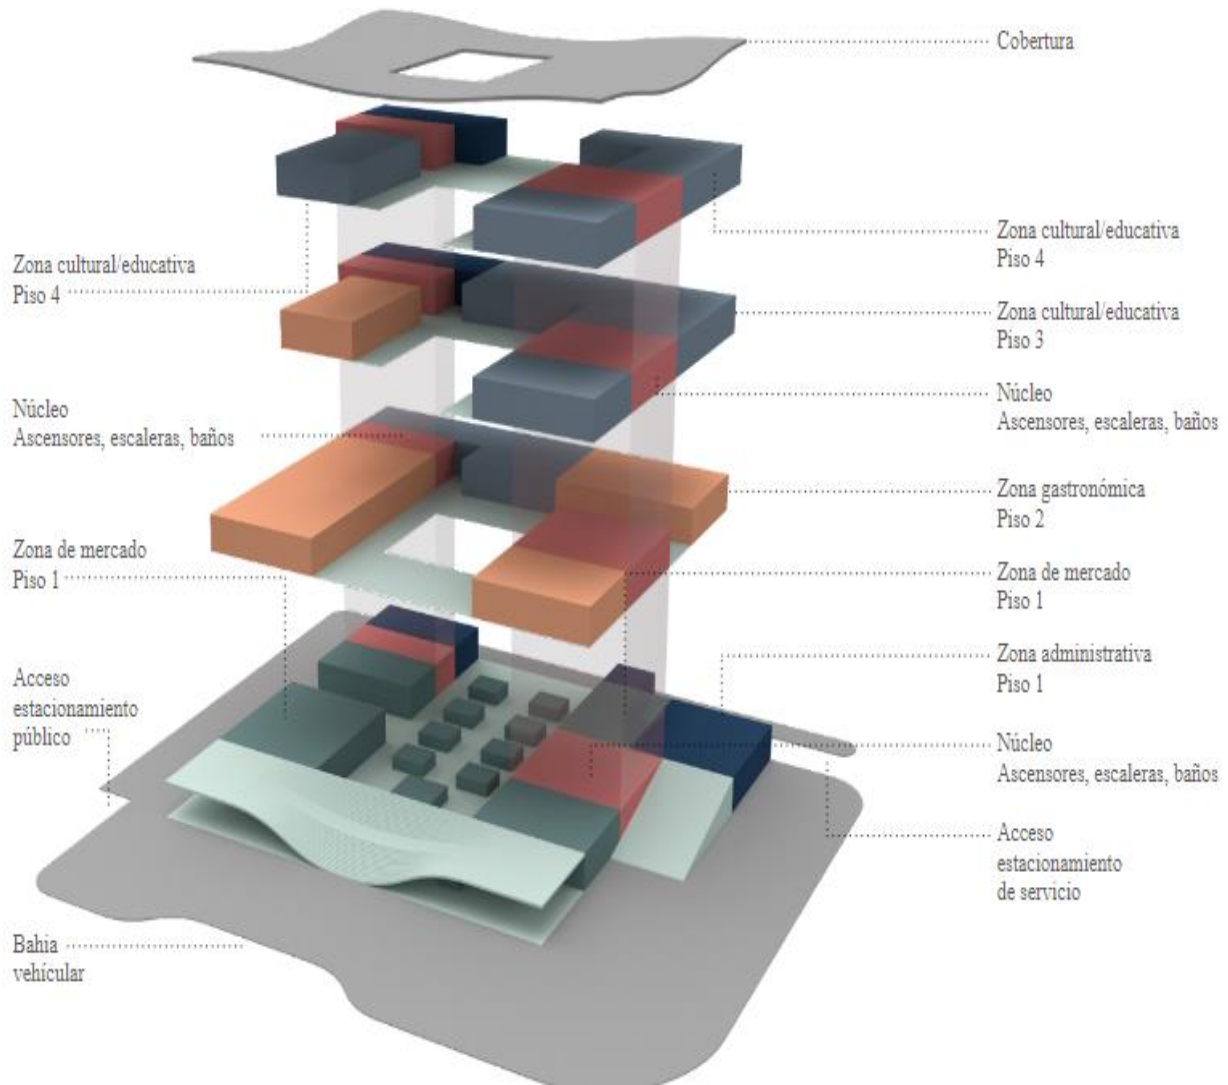 Cobertura
Zona cultural/educativa
Piso 4
Zona cultural/educativa
Piso 4
Zona cultural/educativa
Piso 3
Núcleo
Ascensores, escaleras, baños
Núcleo
Ascensores, escaleras, baños
Zona gastronómica
Piso 2
Zona de mercado
Piso 1
Zona de mercado
Piso 1
Zona administrativa
Piso 1
Acceso
estacionamiento
público
Núcleo
Ascensores, escaleras, baños
Acceso
estacionamiento
de servicio
Bahia
vehícular